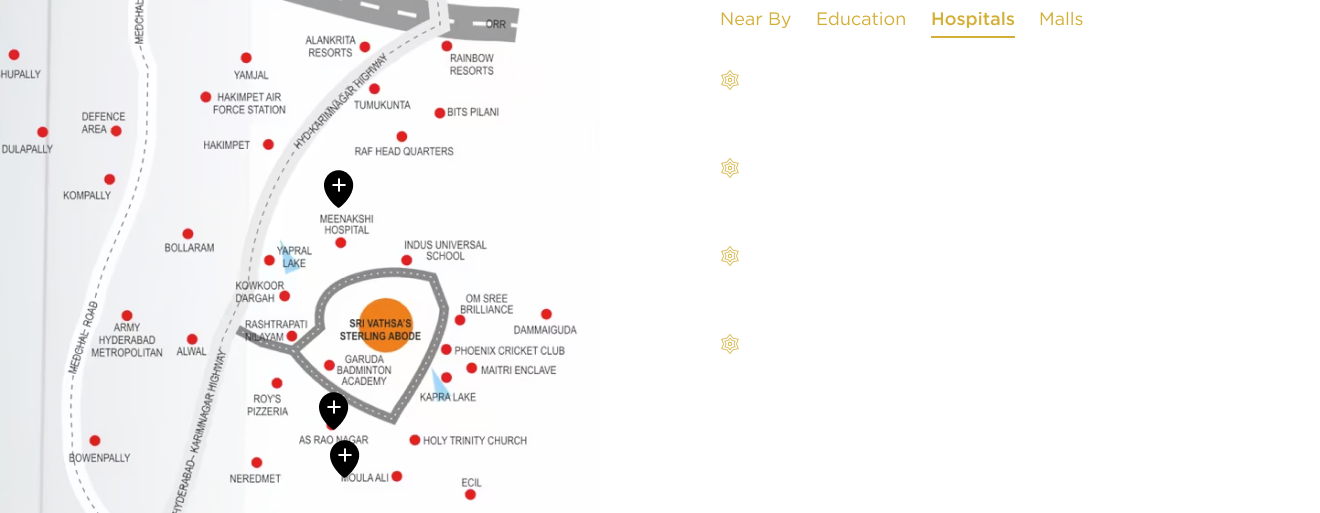 ORR
MEDCHAL
ALANKRITA
RESORTS
RAINBOW
RESORTS
HUPALLY
YAMJAL
HYD-KARIMNAGAR HIGHWAY
HAKIMPET AIR
FORCE STATION
TUMUKUNTA
BITS PILANI
DEFENCE
AREA
DULAPALLY
HAKIMPET
RAF HEAD QUARTERS
KOMPALLY
MEENAKSHI
HOSPITAL
BOLLARAM
YAPRAL
LAKE
INDUS UNIVERSAL
SCHOOL
KOWKOOR
DARGAH
OM SREE
BRILLIANCE
RASHTRAPATI
NILAYAM
SRI VATHSA'S
STERLING ABODE
DAMMAIGUDA
ARMY
HYDERABAD
METROPOLITAN
ALWAL
MEDCHAL ROAD
PHOENIX CRICKET CLUB
GARUDA
BADMINTON
ACADEMY
MAITRI ENCLAVE
KAPRA LAKE
ROY'S
PIZZERIA
HYDERABAD- KARIMNAGAR HIGHWAY
AS RAO NAGAR
HOLY TRINITY CHURCH
BOWENPALLY
NEREDMET
MOULA ALI
ECIL
Near By Education Hospitals Malls